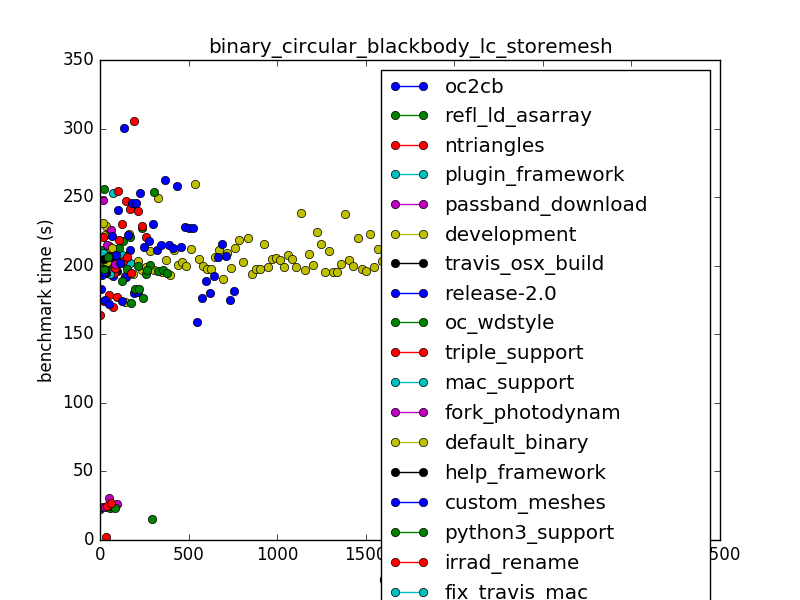 binary_circular_blackbody_lc_storemesh
benchmark time (s)
350
300
250
200
150
100
50
0
0
500
1000
1500
500
oc2cb
refl_ld_asarray
ntriangles
plugin_framework
passband_download
development
travis_osx_build
release-2.0
oc_wdstyle
triple_support
mac_support
fork_photodynam
default_binary
help_framework
custom_meshes
python3_support
irrad_rename
fix_travis_mac